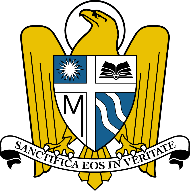 M
SANCTIFICA EOS IN VERITATE